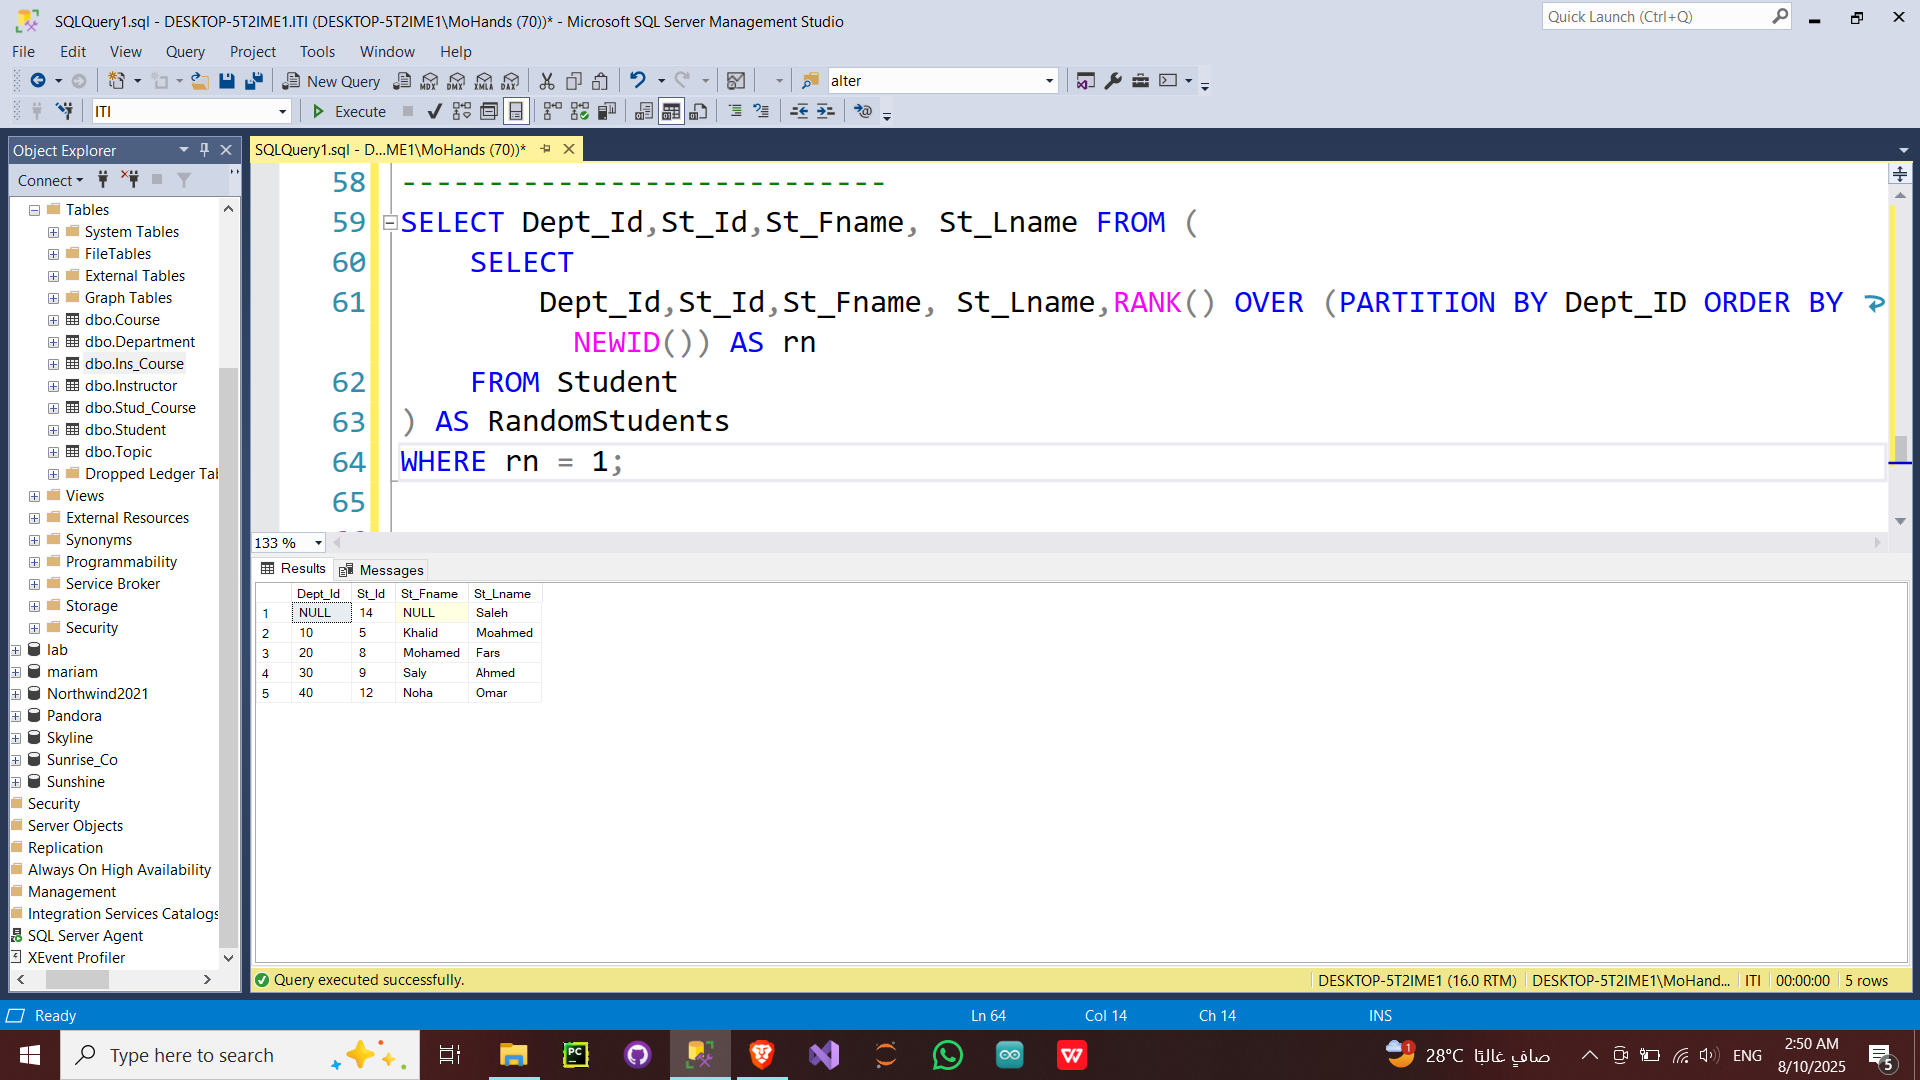 SQLQuery1.sql - DESKTOP-5T2IME1.ITI (DESKTOP-5T2IME1\MoHands (70))* - Microsoft SQL Server Management Studio
Quick Launch (Ctrl+Q)
File Edit View Query Project Tools Window Help
New Query MDX DMX XMLA DAX alter
ITI Execute
Object Explorer
SQLQuery1.sql - D...ME1\MoHands (70))*
Connect
Tables
System Tables
FileTables
External Tables
Graph Tables
dbo.Course
dbo.Department
dbo.Ins_Course
dbo.Instructor
dbo.Stud_Course
dbo.Student
dbo.Topic
Dropped Ledger Tal
Views
External Resources
Synonyms
Programmability
Service Broker
Storage
Security
lab
mariam
Northwind2021
Pandora
Skyline
Sunrise_Co
Sunshine
Security
Server Objects
Replication
Always On High Availability
Management
Integration Services Catalogs
SQL Server Agent
XEvent Profiler
58 ----------------------------
59 SELECT Dept_Id,St_Id,St_Fname, St_Lname FROM (
60 SELECT
61 Dept_Id,St_Id,St_Fname, St_Lname,RANK() OVER (PARTITION BY Dept_ID ORDER BY
NEWID()) AS rn
62 FROM Student
63 ) AS RandomStudents
64 WHERE rn = 1;
65
133 %
Results Messages
Dept_Id St_Id St_Fname St_Lname
1 NULL 14 NULL Saleh
2 10 5 Khalid Moahmed
3 20 8 Mohamed Fars
4 30 9 Saly Ahmed
5 40 12 Noha Omar
Query executed successfully.
DESKTOP-5T2IME1 (16.0 RTM) DESKTOP-5T2IME1\MoHand... ITI 00:00:00 5 rows
Ready Ln 64 Col 14 Ch 14 INS
Type here to search
PC
W
1
28°C صافٍ غالبًا
ENG
2:50 AM
8/10/2025
5